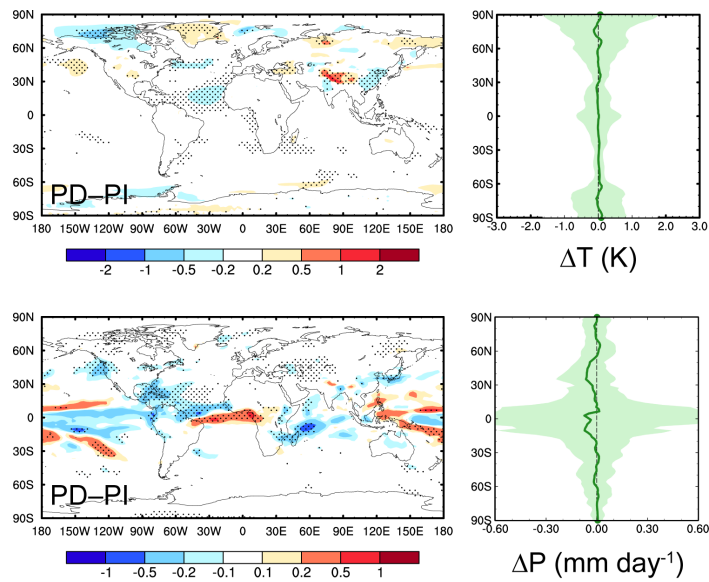 90N
60N
30N
0
30S
60S
90S
PD–PI
180 150W 120W 90W 60W 30W 0 30E 60E 90E 120E 150E 180
-2 -1 -0.5 -0.2 0.2 0.5 1 2
90N
60N
30N
0
30S
60S
90S
-3.0 -2.0 -1.0 0.0 1.0 2.0 3.0
ΔT (K)
90N
60N
30N
0
30S
60S
90S
PD–PI
180 150W 120W 90W 60W 30W 0 30E 60E 90E 120E 150E 180
-1 -0.5 -0.2 -0.1 0.1 0.2 0.5 1
90N
60N
30N
0
30S
60S
90S
-0.60 -0.30 0.00 0.30 0.60
ΔP (mm day⁻¹)